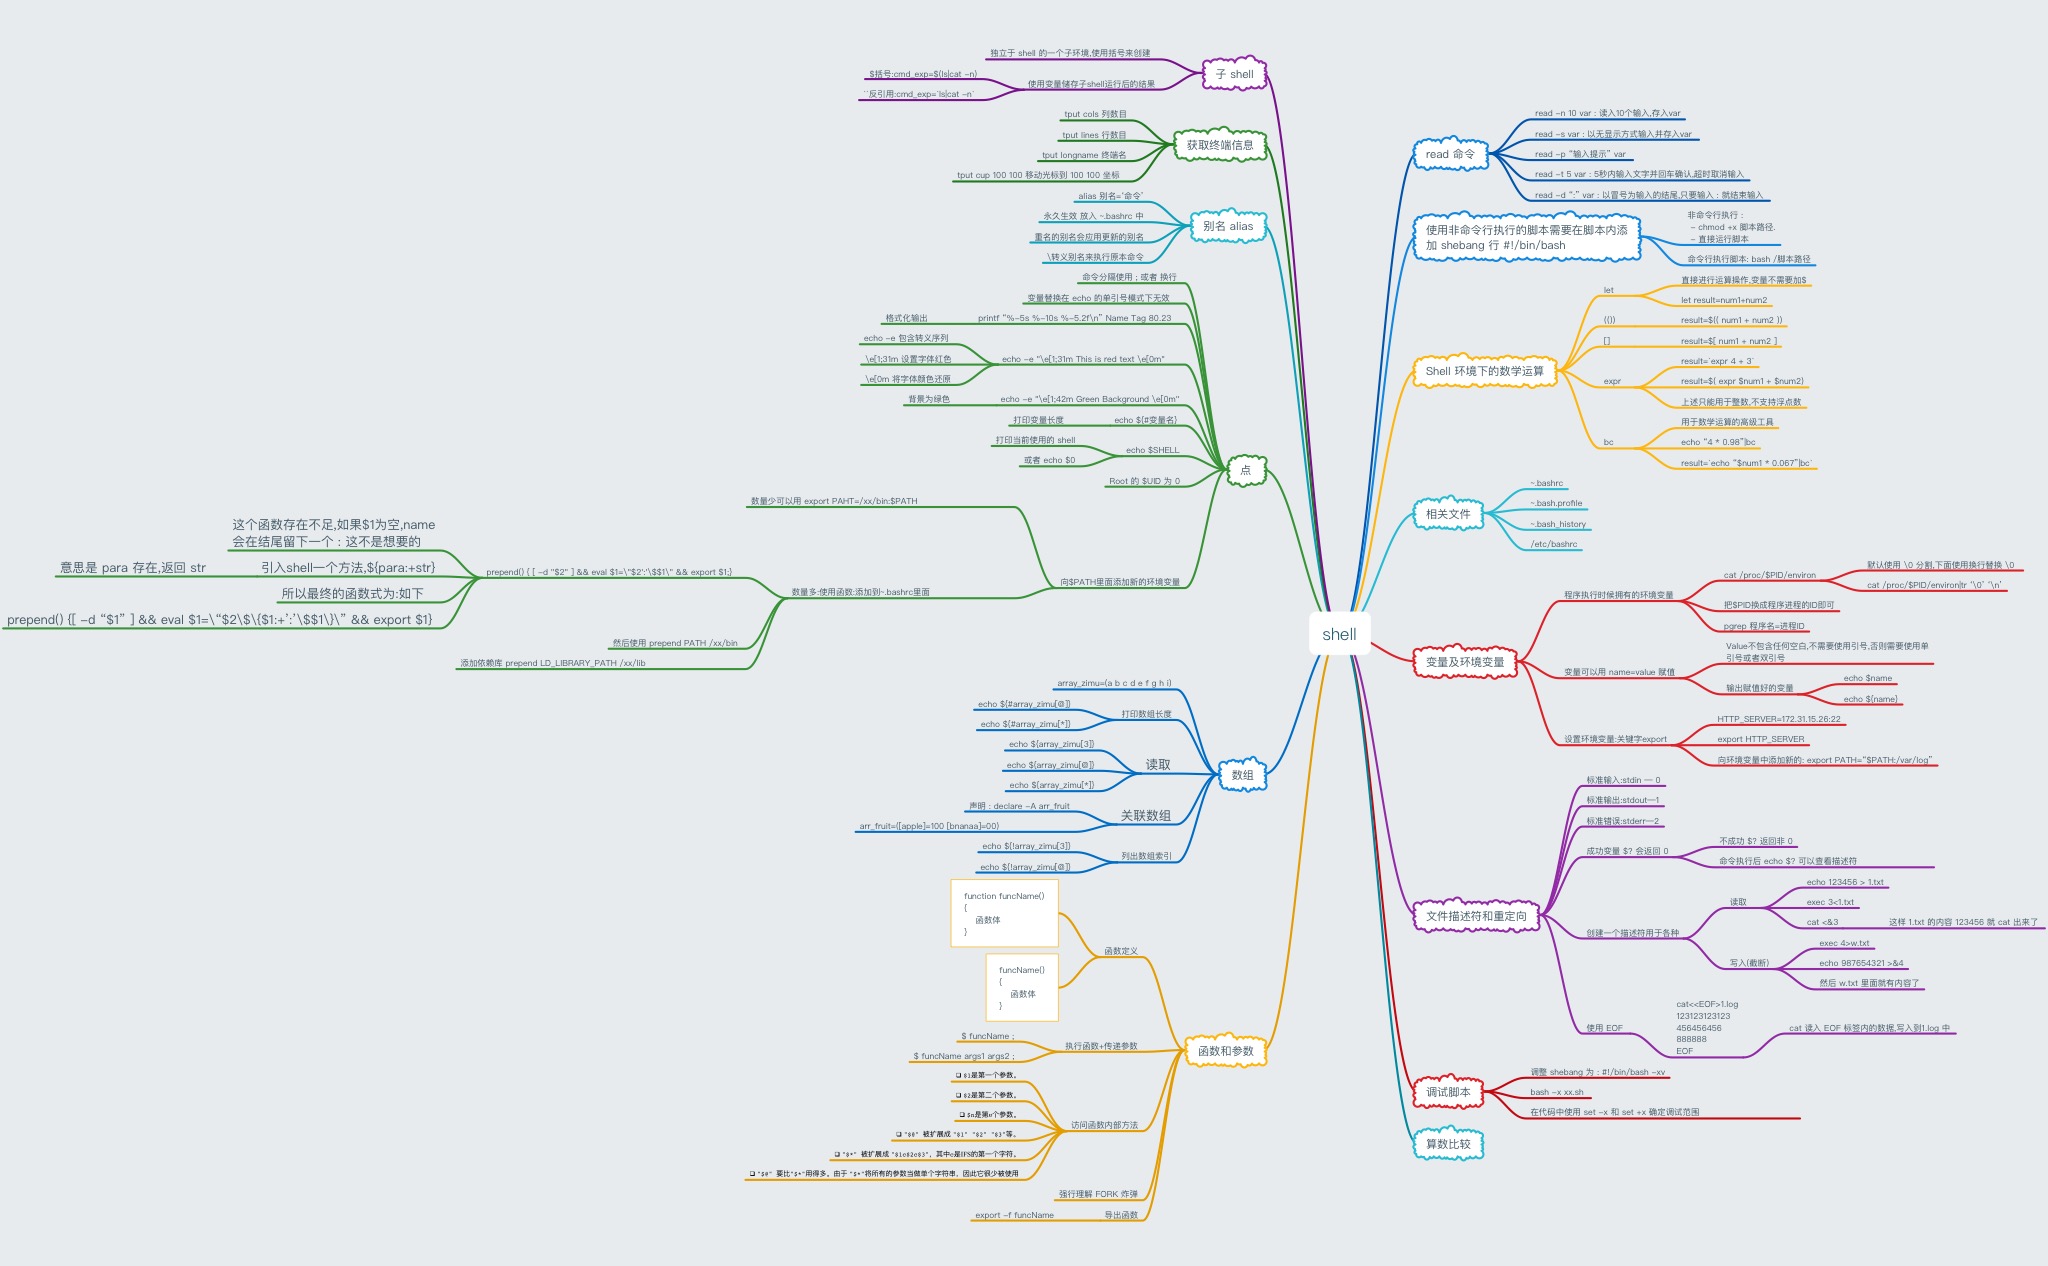 shell
子 shell
独立于 shell 的一个子环境,使用括号来创建
使用变量储存子shell运行后的结果
$括号:cmd_exp=$(ls|cat -n)
``反引用:cmd_exp=`ls|cat -n`
获取终端信息
tput cols 列数目
tput lines 行数目
tput longname 终端名
tput cup 100 100 移动光标到 100 100 坐标
别名 alias
alias 别名='命令'
永久生效 放入 ~.bashrc 中
重名的别名会应用更新的别名
\转义别名来执行原本命令
点
命令分隔使用 ; 或者 换行
变量替换在 echo 的单引号模式下无效
printf "%-5s %-10s %-5.2f\n" Name Tag 80.23
格式化输出
echo -e "\e[1;31m This is red text \e[0m"
echo -e 包含转义序列
\e[1;31m 设置字体红色
\e[0m 将字体颜色还原
echo -e "\e[1;42m Green Background \e[0m"
背景为绿色
echo ${#变量名}
打印变量长度
echo $SHELL
打印当前使用的 shell
或者 echo $0
Root 的 $UID 为 0
向$PATH里面添加新的环境变量
数量少可以用 export PAHT=/xx/bin:$PATH
数量多:使用函数:添加到~.bashrc里面
prepend() { [ -d "$2" ] && eval $1=\"$2':'\$$1\" && export $1;}
这个函数存在不足,如果$1为空,name
会在结尾留下一个 : 这不是想要的
引入shell一个方法,${para:+str}
意思是 para 存在,返回 str
所以最终的函数式为:如下
prepend() {[ -d “$1” ] && eval $1=\“$2\$\{$1:+':'\$$1\}\” && export $1}
然后使用 prepend PATH /xx/bin
添加依赖库 prepend LD_LIBRARY_PATH /xx/lib
数组
array_zimu=(a b c d e f g h i)
打印数组长度
echo ${#array_zimu[@]}
echo ${#array_zimu[*]}
读取
echo ${array_zimu[3]}
echo ${array_zimu[@]}
echo ${array_zimu[*]}
关联数组
声明 : declare -A arr_fruit
arr_fruit=([apple]=100 [bnanaa]=00)
列出数组索引
echo ${!array_zimu[3]}
echo ${!array_zimu[@]}
函数和参数
函数定义
function funcName()
{
函数体
}
funcName()
{
函数体
}
执行函数+传递参数
$ funcName ;
$ funcName args1 args2 ;
访问函数内部方法
❑ $1是第一个参数。
❑ $2是第二个参数。
❑ $n是第n个参数。
❑ "$@" 被扩展成 "$1" "$2" "$3"等。
❑ "$*" 被扩展成 "$1c$2c$3"，其中c是IFS的第一个字符。
❑ "$@" 要比"$*"用得多。由于 "$*"将所有的参数当做单个字符串，因此它很少被使用
强行理解 FORK 炸弹
导出函数
export -f funcName
read 命令
read -n 10 var : 读入10个输入,存入var
read -s var : 以无显示方式输入并存入var
read -p “输入提示” var
read -t 5 var : 5秒内输入文字并回车确认,超时取消输入
read -d “:” var : 以冒号为输入的结尾,只要输入 : 就结束输入
使用非命令行执行的脚本需要在脚本内添
加 shebang 行 #!/bin/bash
非命令行执行 :
- chmod +x 脚本路径.
- 直接运行脚本
命令行执行脚本: bash /脚本路径
Shell 环境下的数学运算
let
直接进行运算操作,变量不需要加$
let result=num1+num2
(())
result=$(( num1 + num2 ))
[]
result=$[ num1 + num2 ]
expr
result=`expr 4 + 3`
result=$( expr $num1 + $num2)
上述只能用于整数,不支持浮点数
bc
用于数学运算的高级工具
echo “4 * 0.98”|bc
result=`echo “$num1 * 0.067”|bc`
相关文件
~.bashrc
~.bash.profile
~.bash_history
/etc/bashrc
变量及环境变量
程序执行时候拥有的环境变量
cat /proc/$PID/environ
默认使用 \0 分割,下面使用换行替换 \0
cat /proc/$PID/environ|tr '\0' '\n'
把$PID换成程序进程的ID即可
pgrep 程序名=进程ID
变量可以用 name=value 赋值
Value不包含任何空白,不需要使用引号,否则需要使用单
引号或者双引号
输出赋值好的变量
echo $name
echo ${name}
设置环境变量:关键字export
HTTP_SERVER=172.31.15.26:22
export HTTP_SERVER
向环境变量中添加新的: export PATH=“$PATH:/var/log”
文件描述符和重定向
标准输入:stdin — 0
标准输出:stdout—1
标准错误:stderr—2
成功变量 $? 会返回 0
不成功 $? 返回非 0
命令执行后 echo $? 可以查看描述符
创建一个描述符用于各种
读取
echo 123456 > 1.txt
exec 3<1.txt
cat <&3
这样 1.txt 的内容 123456 就 cat 出来了
写入(截断)
exec 4>w.txt
echo 987654321 >&4
然后 w.txt 里面就有内容了
使用 EOF
cat<<EOF>1.log
123123123123
456456456
888888
EOF
cat 读入 EOF 标签内的数据,写入到1.log 中
调试脚本
调整 shebang 为 : #!/bin/bash -xv
bash -x xx.sh
在代码中使用 set -x 和 set +x 确定调试范围
算数比较